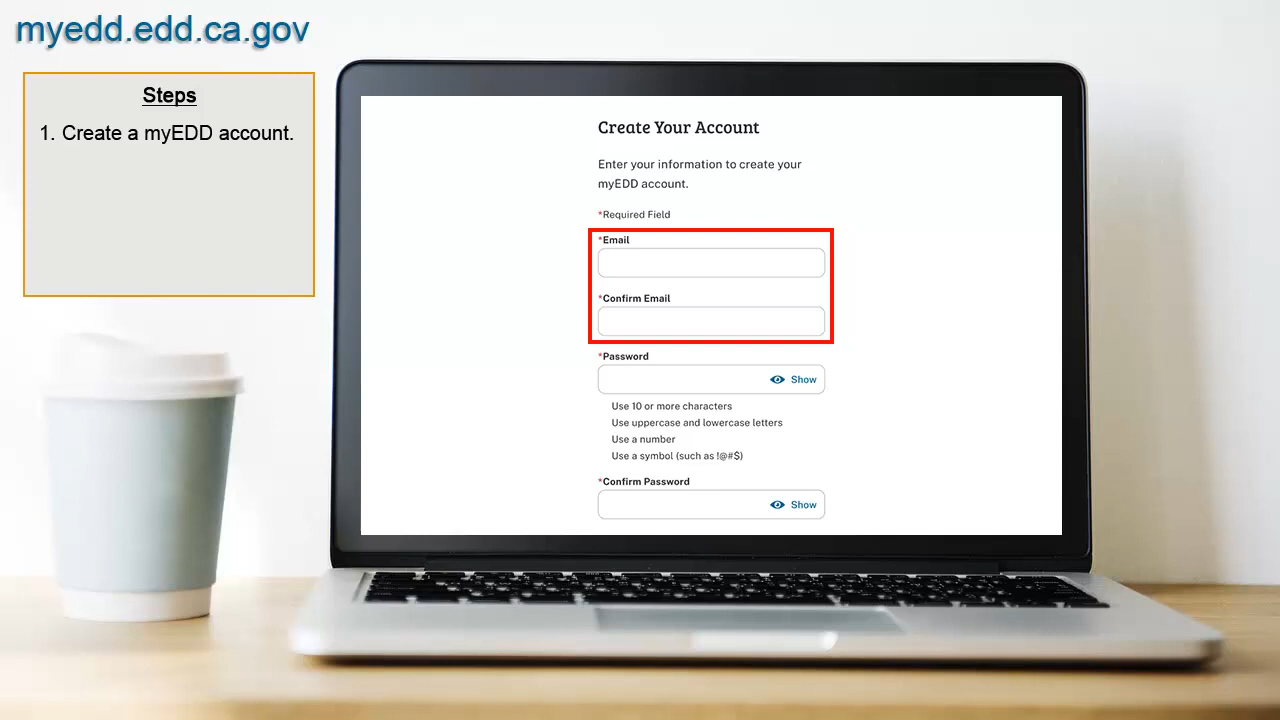 myedd.edd.ca.gov
Steps
1. Create a myEDD account.
Create Your Account
Enter your information to create your
myEDD account.
*Required Field
*Email
*Confirm Email
*Password
Show
Use 10 or more characters
Use uppercase and lowercase letters
Use a number
Use a symbol (such as !@#$)
*Confirm Password
Show